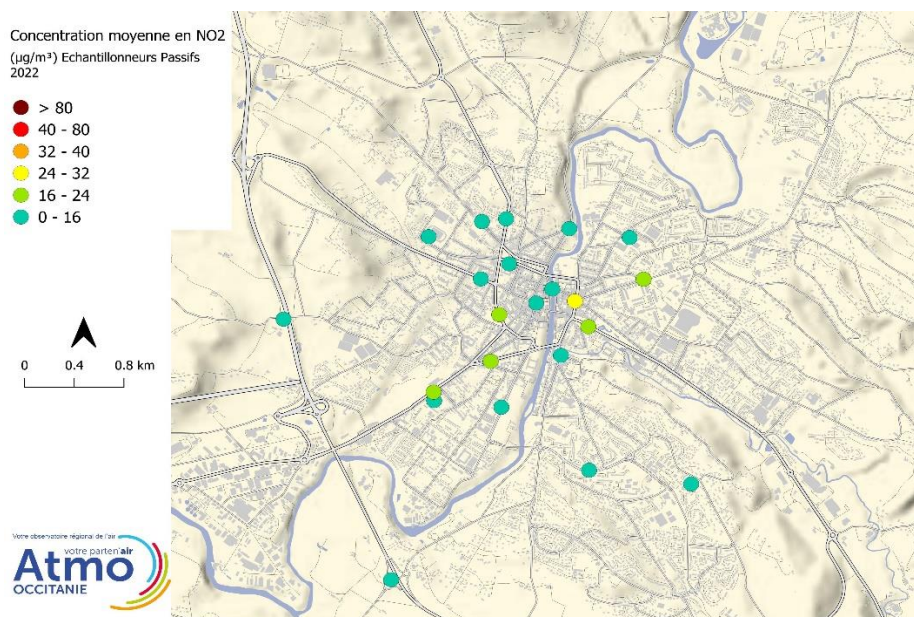 Concentration moyenne en NO2
(µg/m³) Echantillonneurs Passifs
2022
> 80
40 - 80
32 - 40
24 - 32
16 - 24
0 - 16
0 0.4 0.8 km
Votre observatoire régional de l'air
votre parten'air
Atmo
OCCITANIE